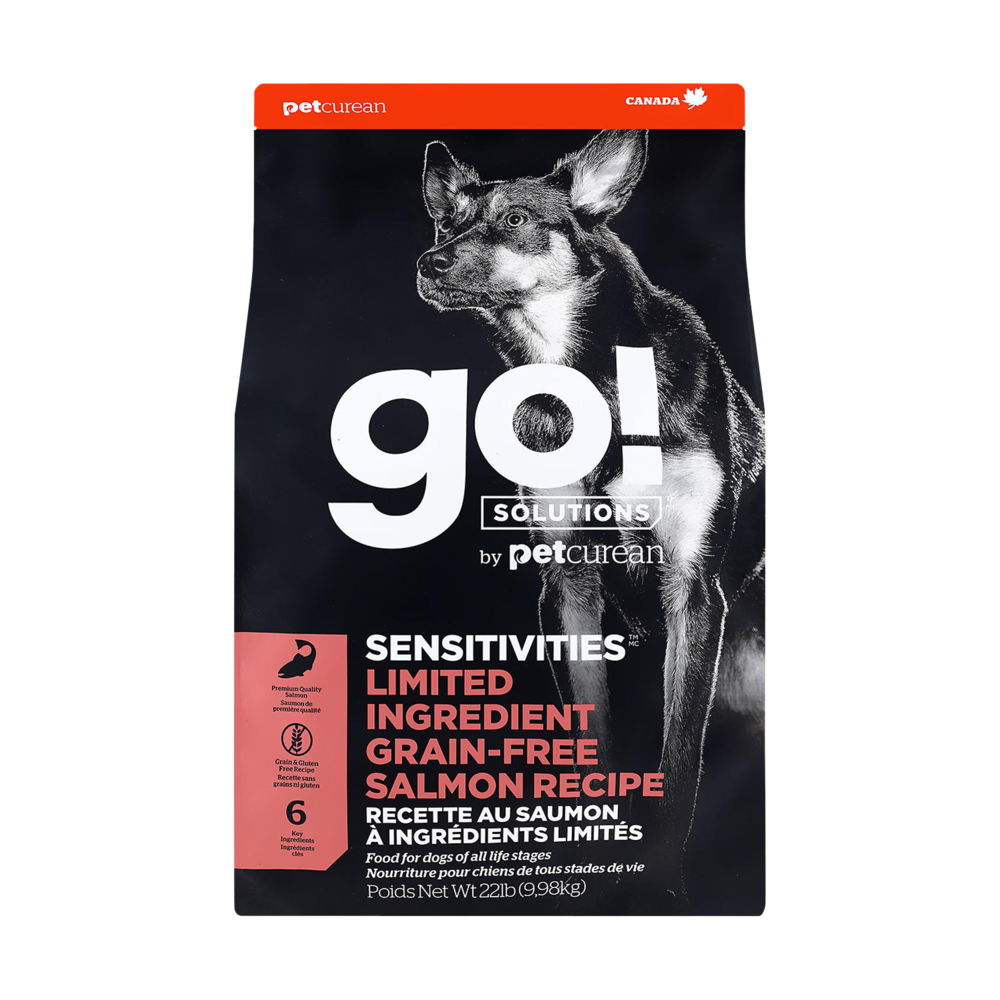 petcurean
CANADA
go!
SOLUTIONS
by petcurean
SENSITIVITIES™ MC
LIMITED
INGREDIENT
GRAIN-FREE
SALMON RECIPE
RECETTE AU SAUMON
À INGRÉDIENTS LIMITÉS
Food for dogs of all life stages
Nourriture pour chiens de tous stades de vie
Poids Net Wt 22lb (9,98kg)
Premium Quality
Salmon
Saumon de
première qualité
Grain & Gluten
Free Recipe
Recette sans
grains ni gluten
6
Key
Ingredients
Ingrédients
clés